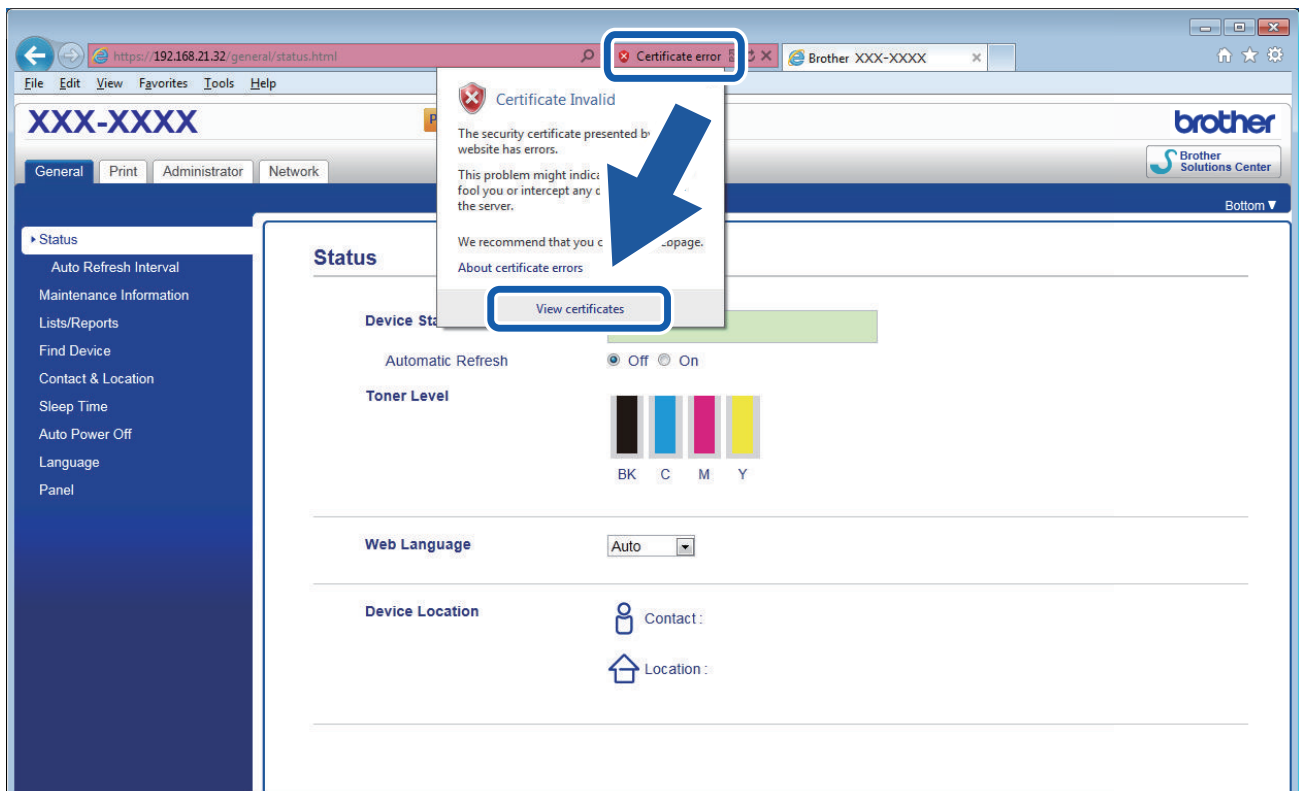 https://192.168.21.32/general/status.html
Certificate error
Brother XXX-XXXX
File Edit View Favorites Tools Help
Certificate Invalid
The security certificate presented
website has errors.
This problem might
fool you or intercept any
the server.
We recommend that you
About certificate errors
View certificates
XXX-XXXX
brother
General Print Administrator Network
Brother
Solutions Center
Bottom▼
Status
Auto Refresh Interval
Maintenance Information
Lists/Reports
Find Device
Contact & Location
Sleep Time
Auto Power Off
Language
Panel
Status
Device
Automatic Refresh Off On
Toner Level
BK C M Y
Web Language Auto
Device Location Contact :
Location :